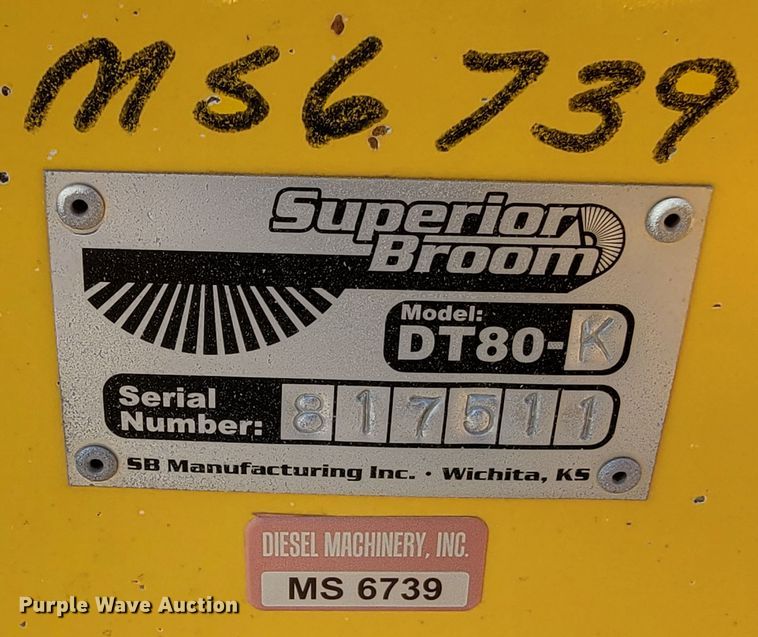 MS6739
Superior
Broom
Model:
DT80-K
Serial
Number: 817511
SB Manufacturing Inc. · Wichita, KS
DIESEL MACHINERY, INC.
MS 6739
Purple Wave Auction